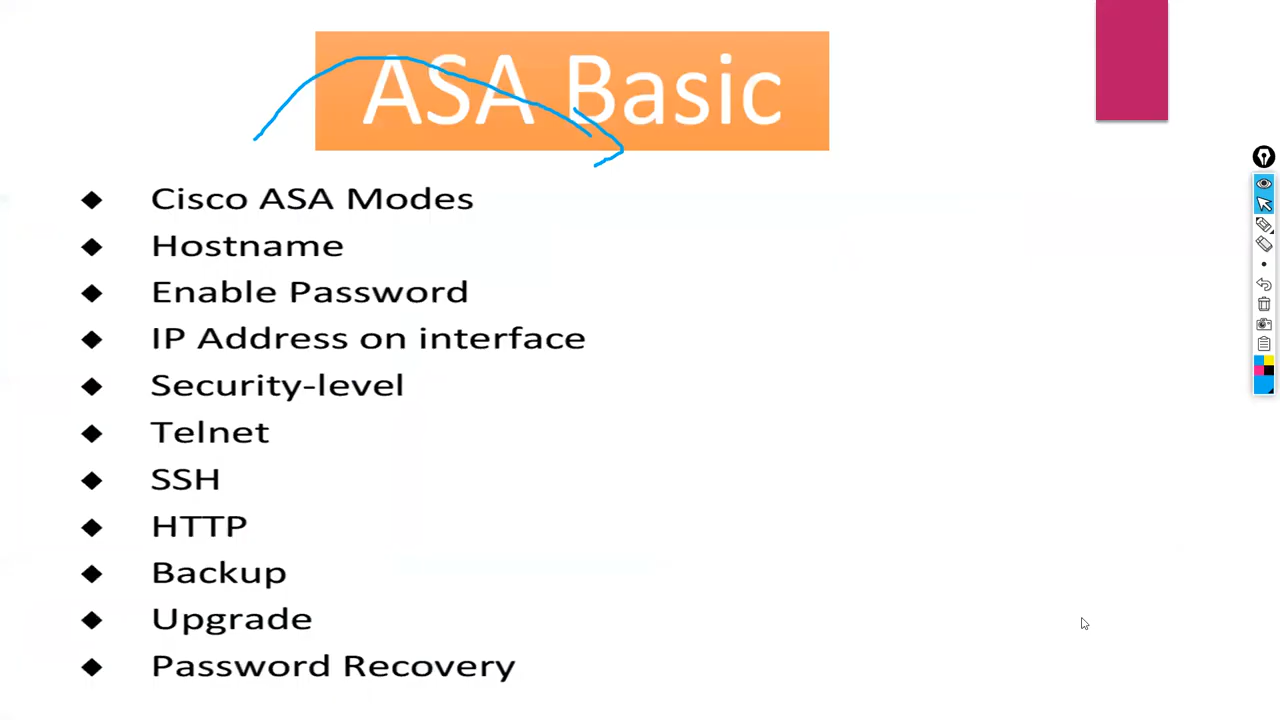 ASA Basic
Cisco ASA Modes
Hostname
Enable Password
IP Address on interface
Security-level
Telnet
SSH
HTTP
Backup
Upgrade
Password Recovery